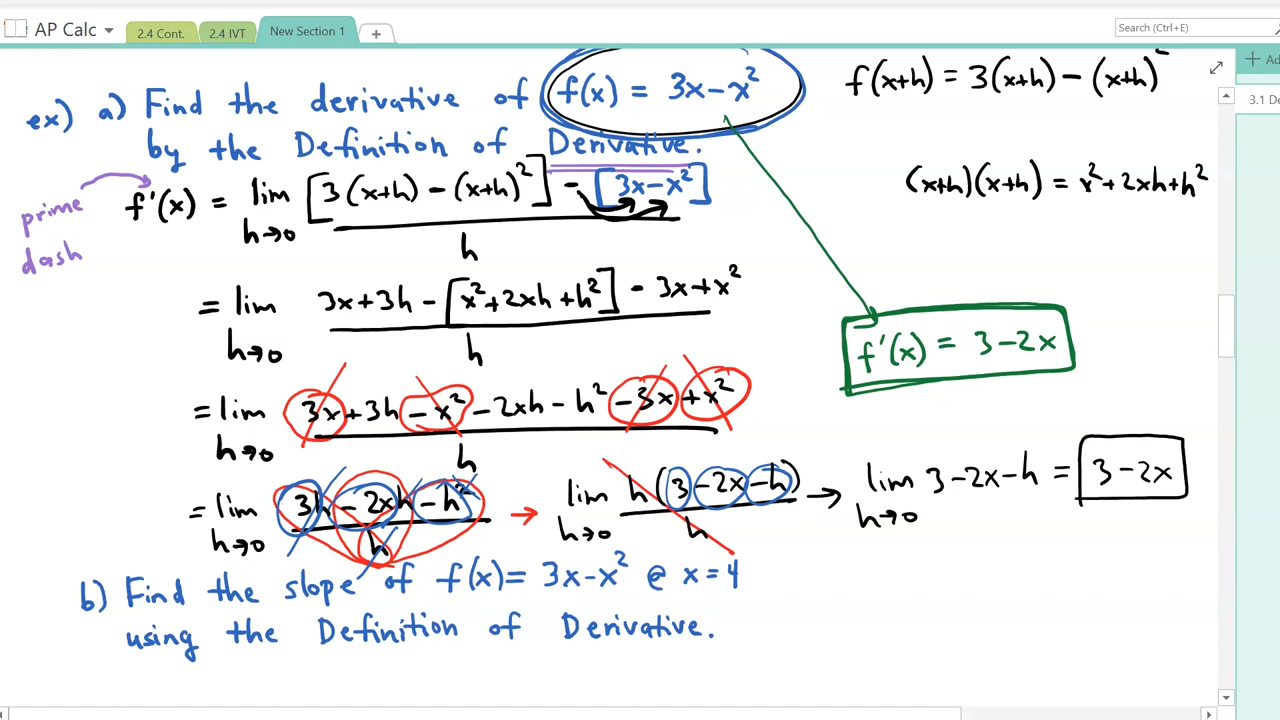 AP Calc
2.4 Cont.
2.4 IVT
New Section 1
+
Search (Ctrl+E)
+ Ad
3.1 De
ex) a) Find the derivative of f(x) = 3x-x²
by the Definition of Derivative.
f(x+h) = 3(x+h) - (x+h)²
(x+h)(x+h) = x²+2xh+h²
prime
dash
f'(x) = lim h→0 [3(x+h) - (x+h)²] - [3x-x²] / h
= lim h→0 3x+3h - [x²+2xh+h²] - 3x+x² / h
f'(x) = 3-2x
= lim h→0 3x+3h-x²-2xh-h²-3x+x² / h
= lim h→0 3h-2xh-h² / h → lim h→0 h(3-2x-h) / h → lim h→0 3-2x-h = 3-2x
b) Find the slope of f(x)= 3x-x² @ x=4
using the Definition of Derivative.